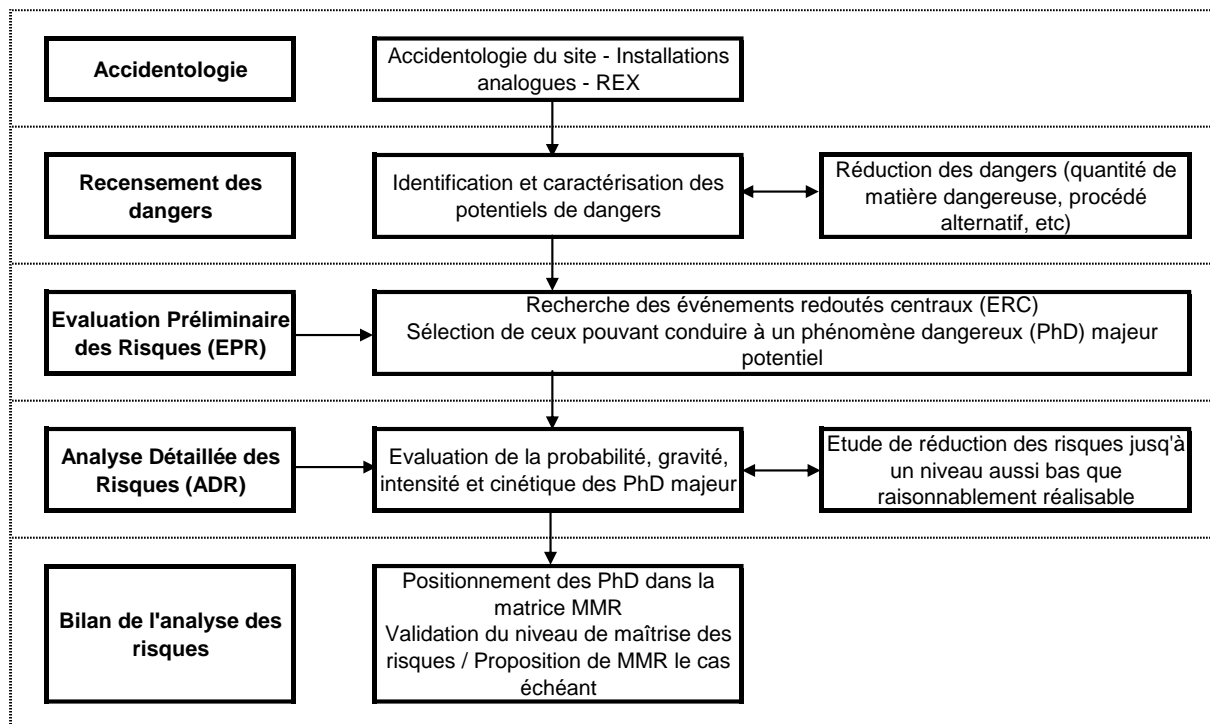 Accidentologie
Accidentologie du site - Installations
analogues - REX
Recensement des
dangers
Identification et caractérisation des
potentiels de dangers
Réduction des dangers (quantité de
matière dangereuse, procédé
alternatif, etc)
Evaluation Préliminaire
des Risques (EPR)
Recherche des événements redoutés centraux (ERC)
Sélection de ceux pouvant conduire à un phénomène dangereux (PhD) majeur
potentiel
Analyse Détaillée des
Risques (ADR)
Evaluation de la probabilité, gravité,
intensité et cinétique des PhD majeur
Etude de réduction des risques jusqu'à
un niveau aussi bas que
raisonnablement réalisable
Bilan de l'analyse des
risques
Positionnement des PhD dans la
matrice MMR
Validation du niveau de maîtrise des
risques / Proposition de MMR le cas
échéant